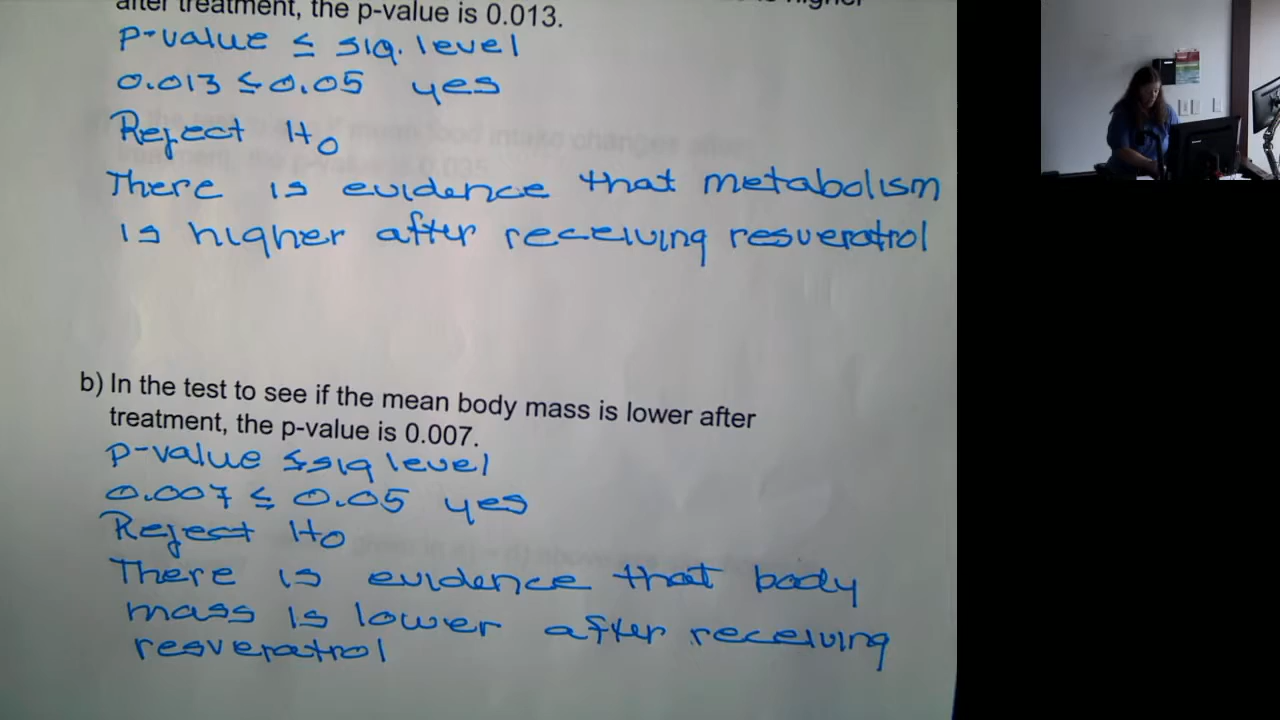 after treatment, the p-value is 0.013.
p-value ≤ sig. level
0.013 ≤ 0.05 yes
Reject H0
There is evidence that metabolism
is higher after receiving resveratrol
b) In the test to see if the mean body mass is lower after
treatment, the p-value is 0.007.
p-value ≤ sig level
0.007 ≤ 0.05 yes
Reject H0
There is evidence that body
mass is lower after receiving
resveratrol